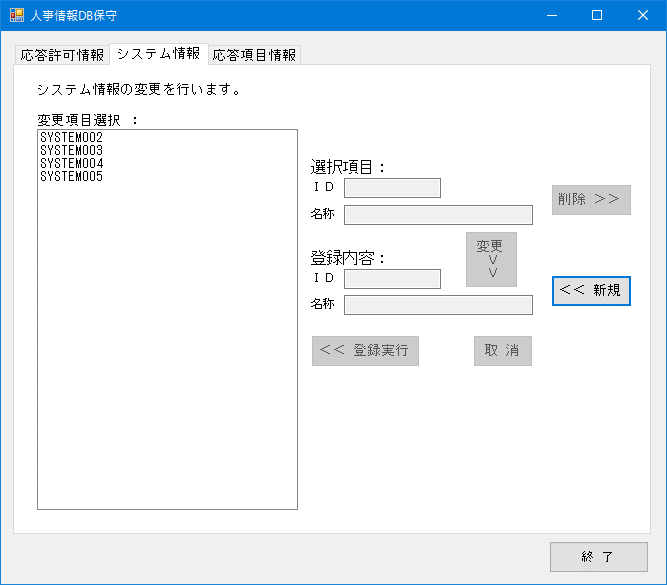 人事情報DB保守
応答許可情報 システム情報 応答項目情報
システム情報の変更を行います。
変更項目選択 ：
SYSTEM002
SYSTEM003
SYSTEM004
SYSTEM005
選択項目：
ＩＤ
名称
削除 ＞＞
変更
∨
∨
登録内容：
ＩＤ
名称
＜＜ 新規
＜＜ 登録実行
取 消
終 了